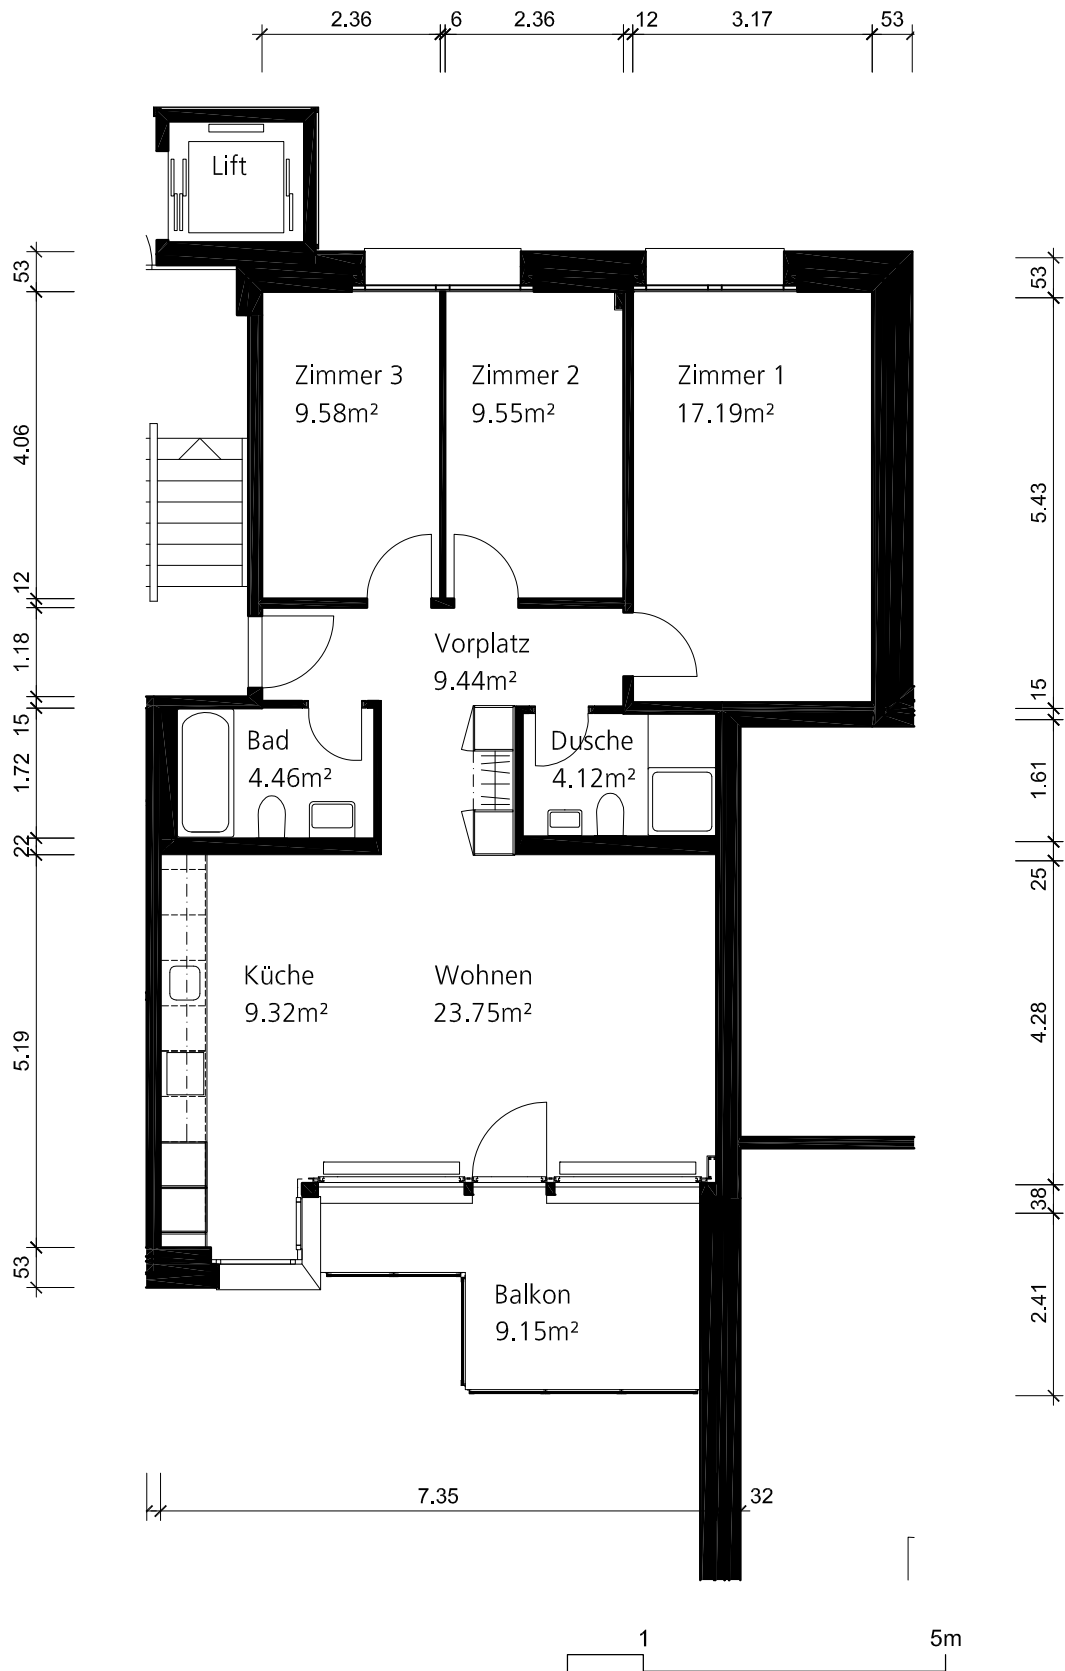 2.36 6 2.36 12 3.17 53
Lift
53
53
Zimmer 3
9.58m²
Zimmer 2
9.55m²
Zimmer 1
17.19m²
4.06
5.43
12
1.18
Vorplatz
9.44m²
15
15
Bad
4.46m²
Dusche
4.12m²
1.72
1.61
22
25
Küche
9.32m²
Wohnen
23.75m²
5.19
4.28
38
53
Balkon
9.15m²
2.41
7.35 32
1 5m